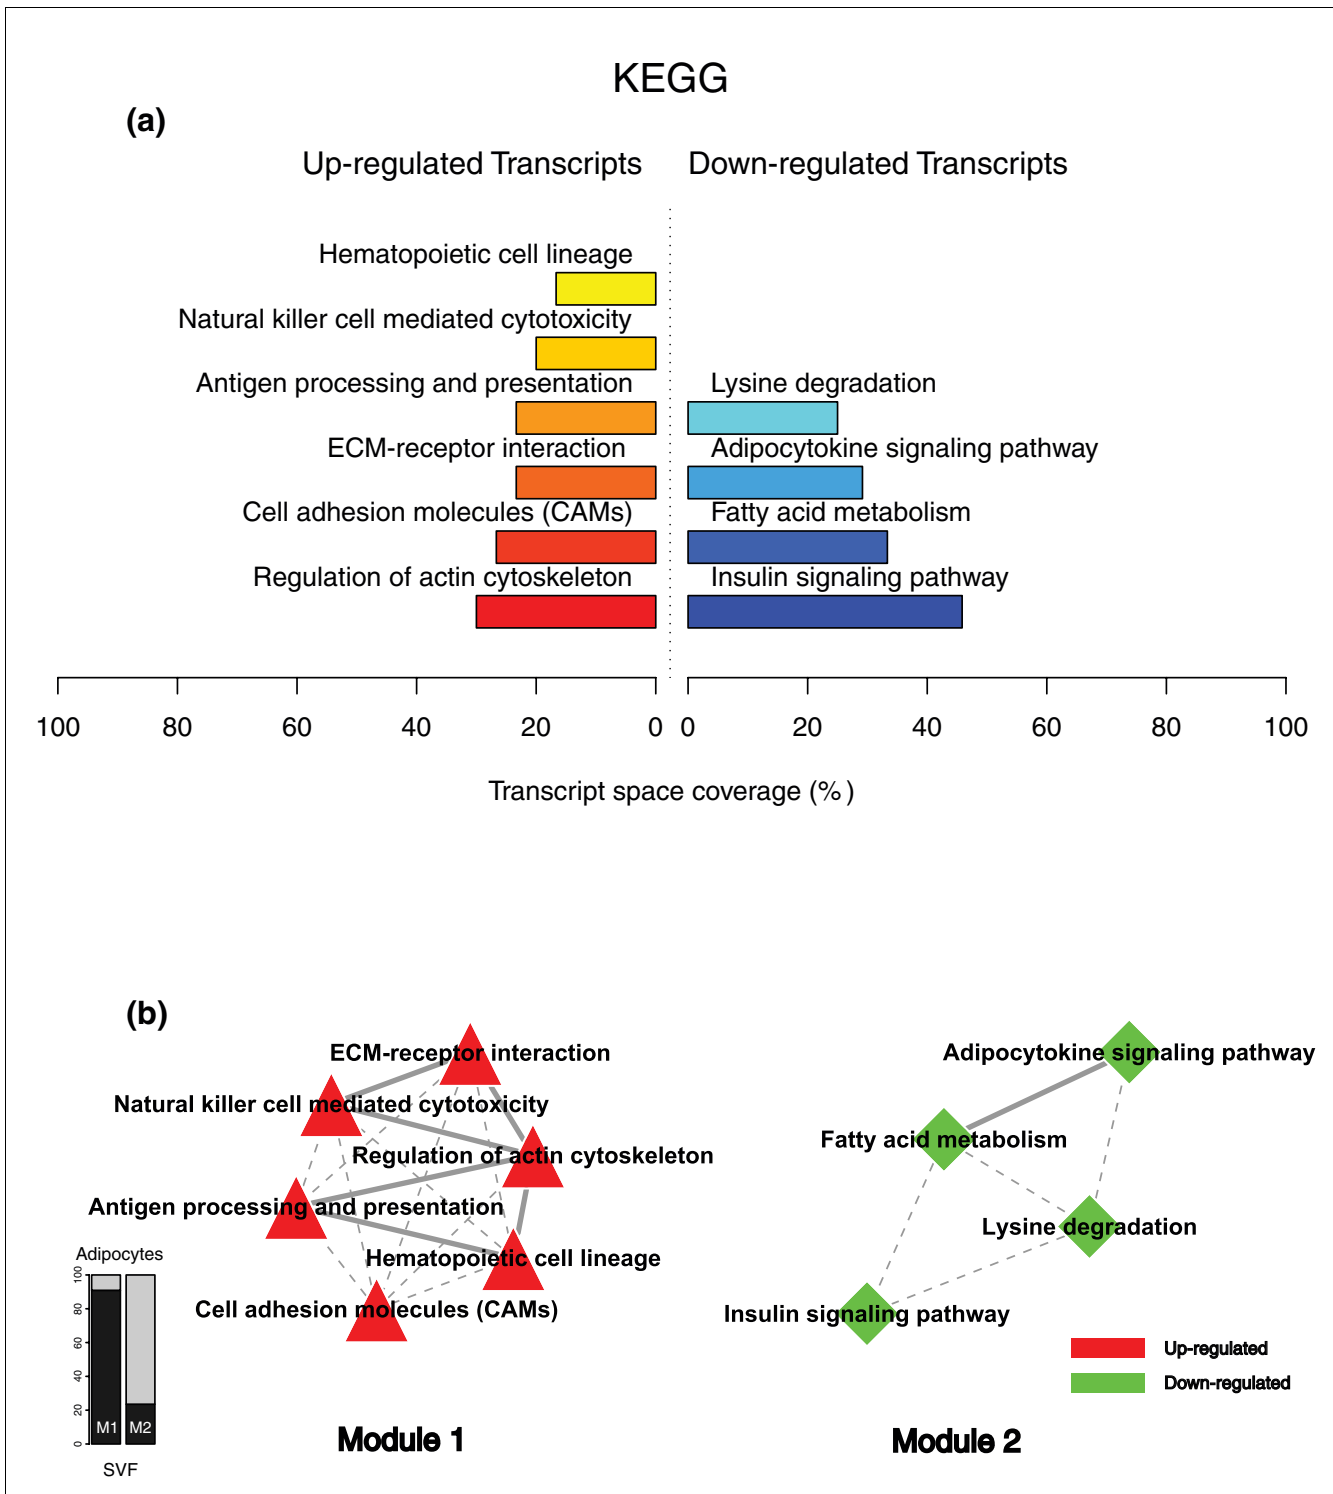 KEGG
(a)
Up-regulated Transcripts
Down-regulated Transcripts
Hematopoietic cell lineage
Natural killer cell mediated cytotoxicity
Antigen processing and presentation
Lysine degradation
ECM-receptor interaction
Adipocytokine signaling pathway
Cell adhesion molecules (CAMs)
Fatty acid metabolism
Regulation of actin cytoskeleton
Insulin signaling pathway
100 80 60 40 20 0 0 20 40 60 80 100
Transcript space coverage (%)
(b)
ECM-receptor interaction
Adipocytokine signaling pathway
Natural killer cell mediated cytotoxicity
Fatty acid metabolism
Regulation of actin cytoskeleton
Antigen processing and presentation
Lysine degradation
Hematopoietic cell lineage
Cell adhesion molecules (CAMs)
Insulin signaling pathway
Adipocytes
100
80
60
40
20
0
M1 M2
SVF
Up-regulated
Down-regulated
Module 1
Module 2